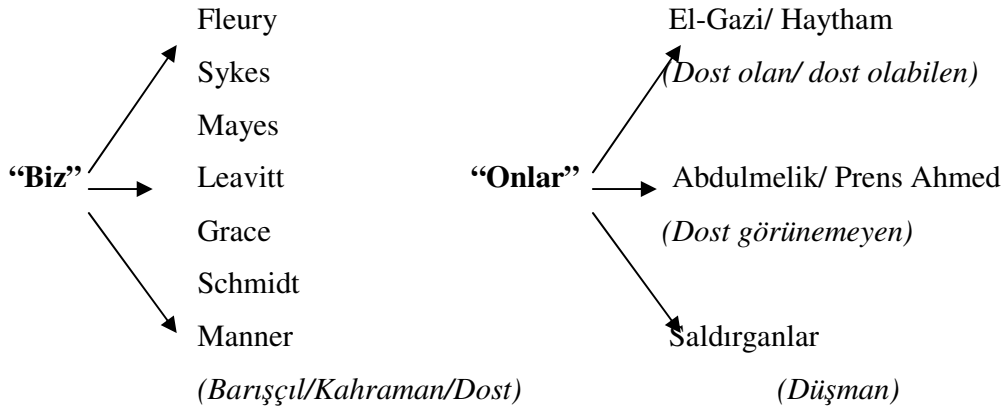 Fleury
Sykes
Mayes
“Biz”
Leavitt
Grace
Schmidt
Manner
(Barışçıl/Kahraman/Dost)
El-Gazi/ Haytham
(Dost olan/ dost olabilen)
“Onlar”
Abdulmelik/ Prens Ahmed
(Dost görünemeyen)
Saldırganlar
(Düşman)